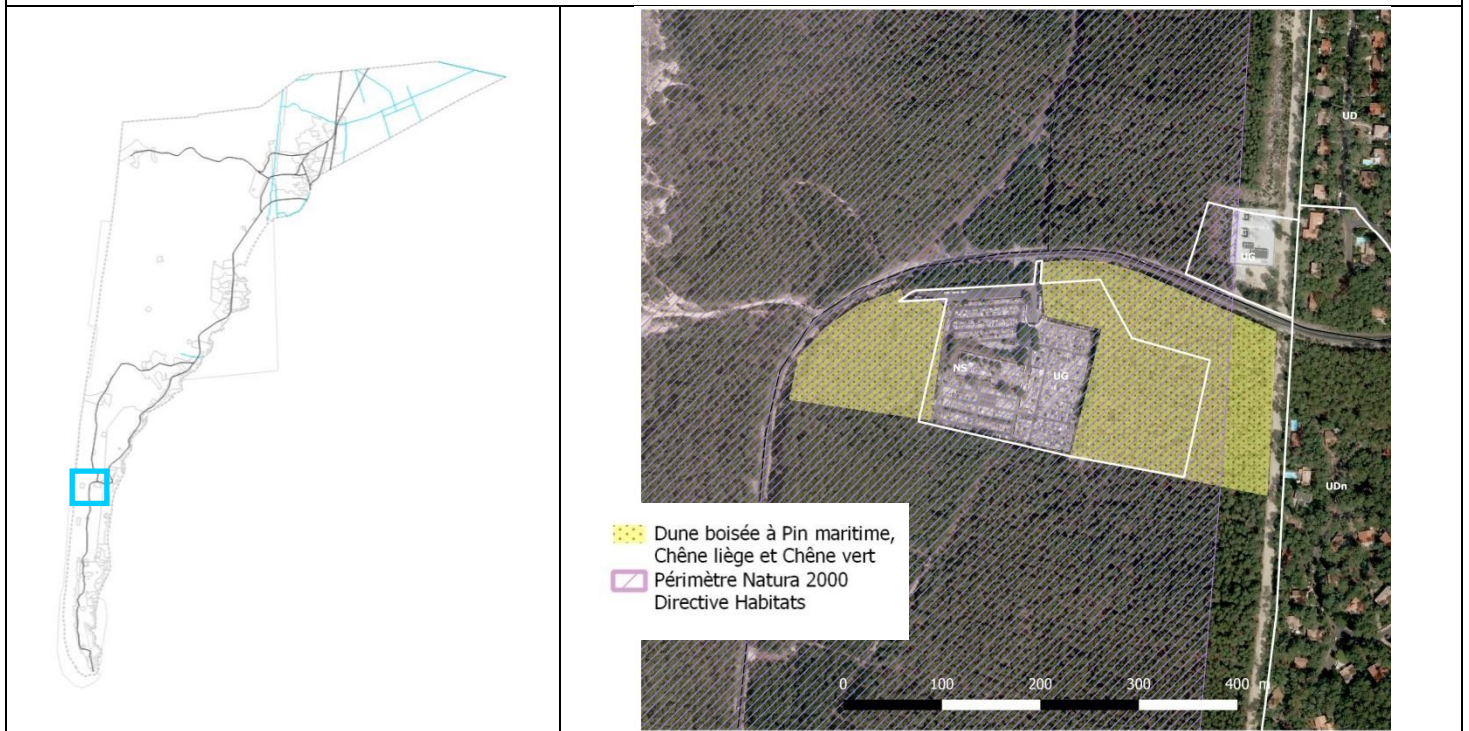 UD
UG
NS
UG
UDn
Dune boisée à Pin maritime,
Chêne liège et Chêne vert
Périmètre Natura 2000
Directive Habitats
0 100 200 300 400 m